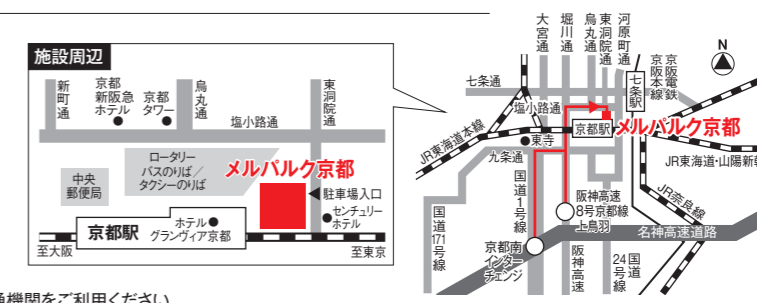 施設周辺
新町通
京都
新阪急
ホテル
京都
タワー
烏丸通
東洞院通
塩小路通
ロータリー
バスのりば／
タクシーのりば
メルパルク京都
中央
郵便局
駐車場入口
センチュリー
ホテル
京都駅
ホテル
グランヴィア京都
至大阪
至東京
大宮通
堀川通
烏丸通
東洞院通
河原町通
京阪本線
京阪電鉄
N
七条通
七条駅
塩小路通
京都駅
メルパルク京都
JR東海道本線
東寺
九条通
JR東海道・山陽新
JR奈良線
国道1号線
国道171号線
阪神高速
8号京都線
上鳥羽
名神高速道路
京都南
インター
チェンジ
阪神高速
国道
24号線
通機関をご利用ください